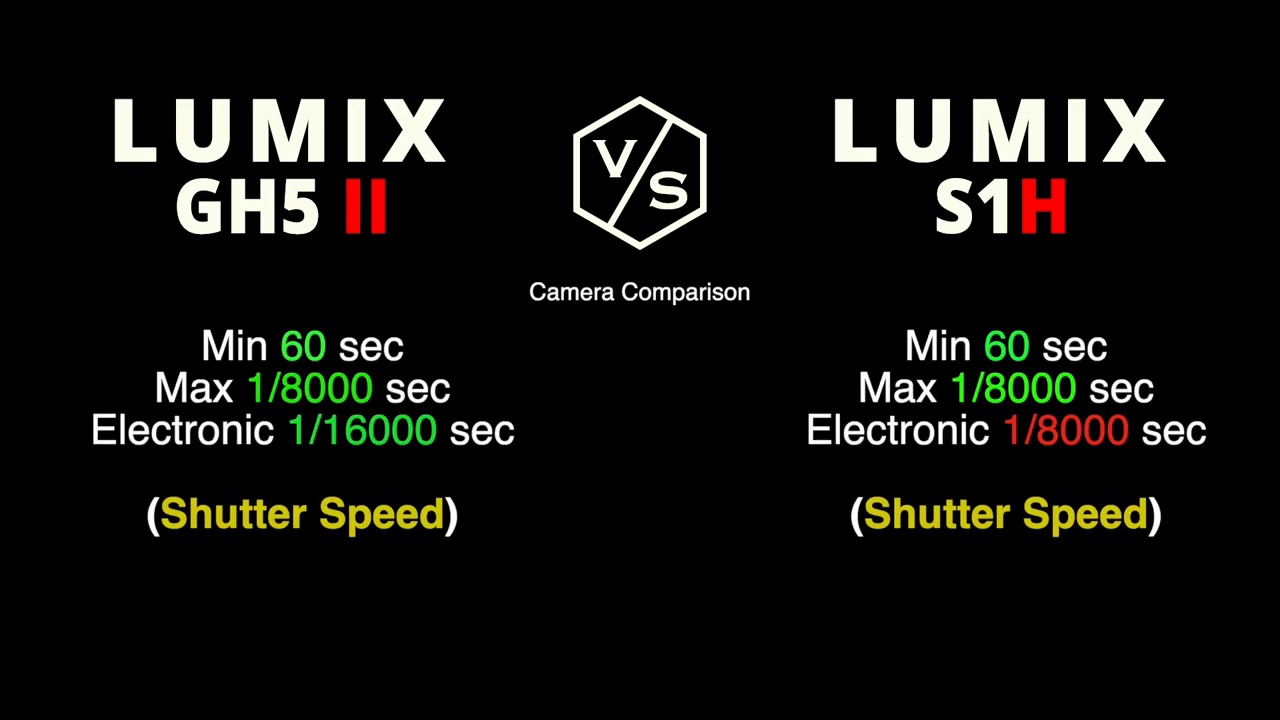 LUMIX
GH5 II
V/S
LUMIX
S1H
Camera Comparison
Min 60 sec
Max 1/8000 sec
Electronic 1/16000 sec
(Shutter Speed)
Min 60 sec
Max 1/8000 sec
Electronic 1/8000 sec
(Shutter Speed)